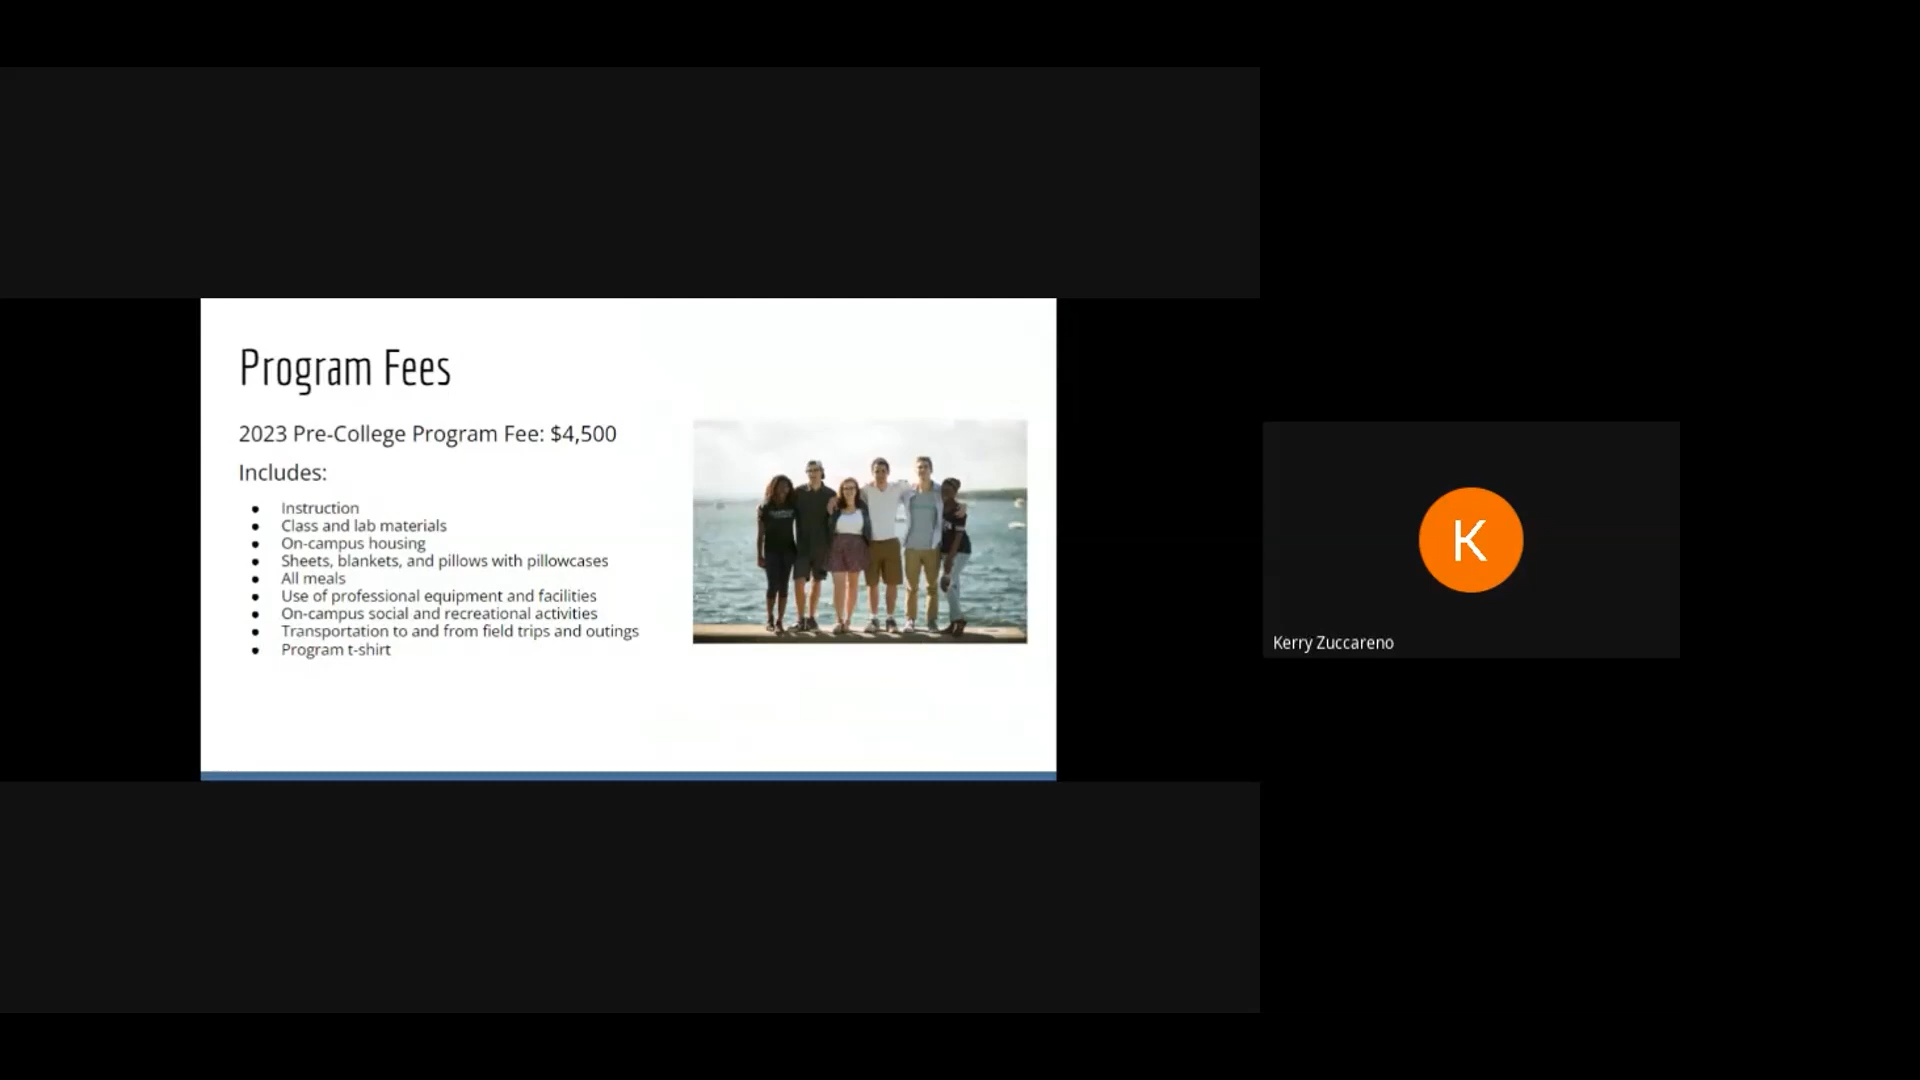 Program Fees
2023 Pre-College Program Fee: $4,500
Includes:
● Instruction
● Class and lab materials
● On-campus housing
● Sheets, blankets, and pillows with pillowcases
● All meals
● Use of professional equipment and facilities
● On-campus social and recreational activities
● Transportation to and from field trips and outings
● Program t-shirt
K
Kerry Zuccareno